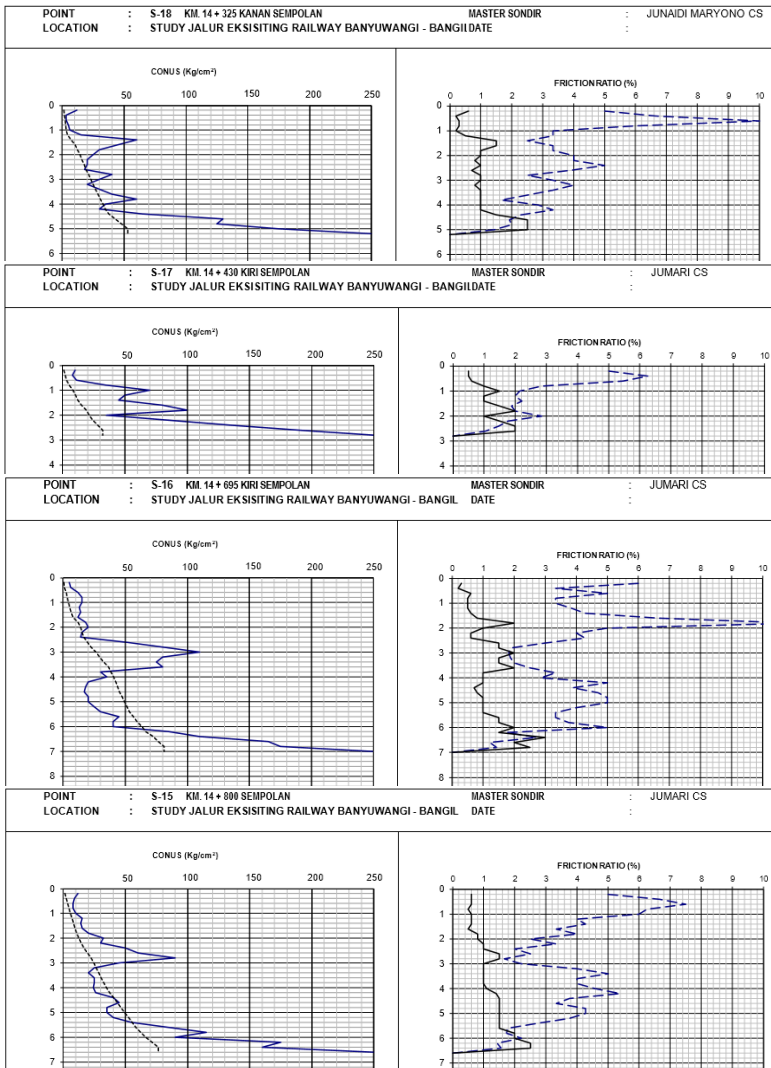 POINT : S-18 KM. 14 + 325 KANAN SEMPOLAN MASTER SONDIR : JUNAIDI MARYONO CS
LOCATION : STUDY JALUR EKSISITING RAILWAY BANYUWANGI - BANGILDATE :
CONUS (Kg/cm²)
50 100 150 200 250
0
1
2
3
4
5
6
FRICTION RATIO (%)
0 1 2 3 4 5 6 7 8 9 10
0
1
2
3
4
5
6
POINT : S-17 KM. 14 + 430 KIRI SEMPOLAN MASTER SONDIR : JUMARI CS
LOCATION : STUDY JALUR EKSISITING RAILWAY BANYUWANGI - BANGILDATE :
CONUS (Kg/cm²)
50 100 150 200 250
0
1
2
3
4
FRICTION RATIO (%)
0 1 2 3 4 5 6 7 8 9 10
0
1
2
3
4
POINT : S-16 KM. 14 + 695 KIRI SEMPOLAN MASTER SONDIR : JUMARI CS
LOCATION : STUDY JALUR EKSISITING RAILWAY BANYUWANGI - BANGIL DATE :
CONUS (Kg/cm²)
50 100 150 200 250
0
1
2
3
4
5
6
7
8
FRICTION RATIO (%)
0 1 2 3 4 5 6 7 8 9 10
0
1
2
3
4
5
6
7
8
POINT : S-15 KM. 14 + 800 SEMPOLAN MASTER SONDIR : JUMARI CS
LOCATION : STUDY JALUR EKSISITING RAILWAY BANYUWANGI - BANGIL DATE :
CONUS (Kg/cm²)
50 100 150 200 250
0
1
2
3
4
5
6
7
FRICTION RATIO (%)
0 1 2 3 4 5 6 7 8 9 10
0
1
2
3
4
5
6
7